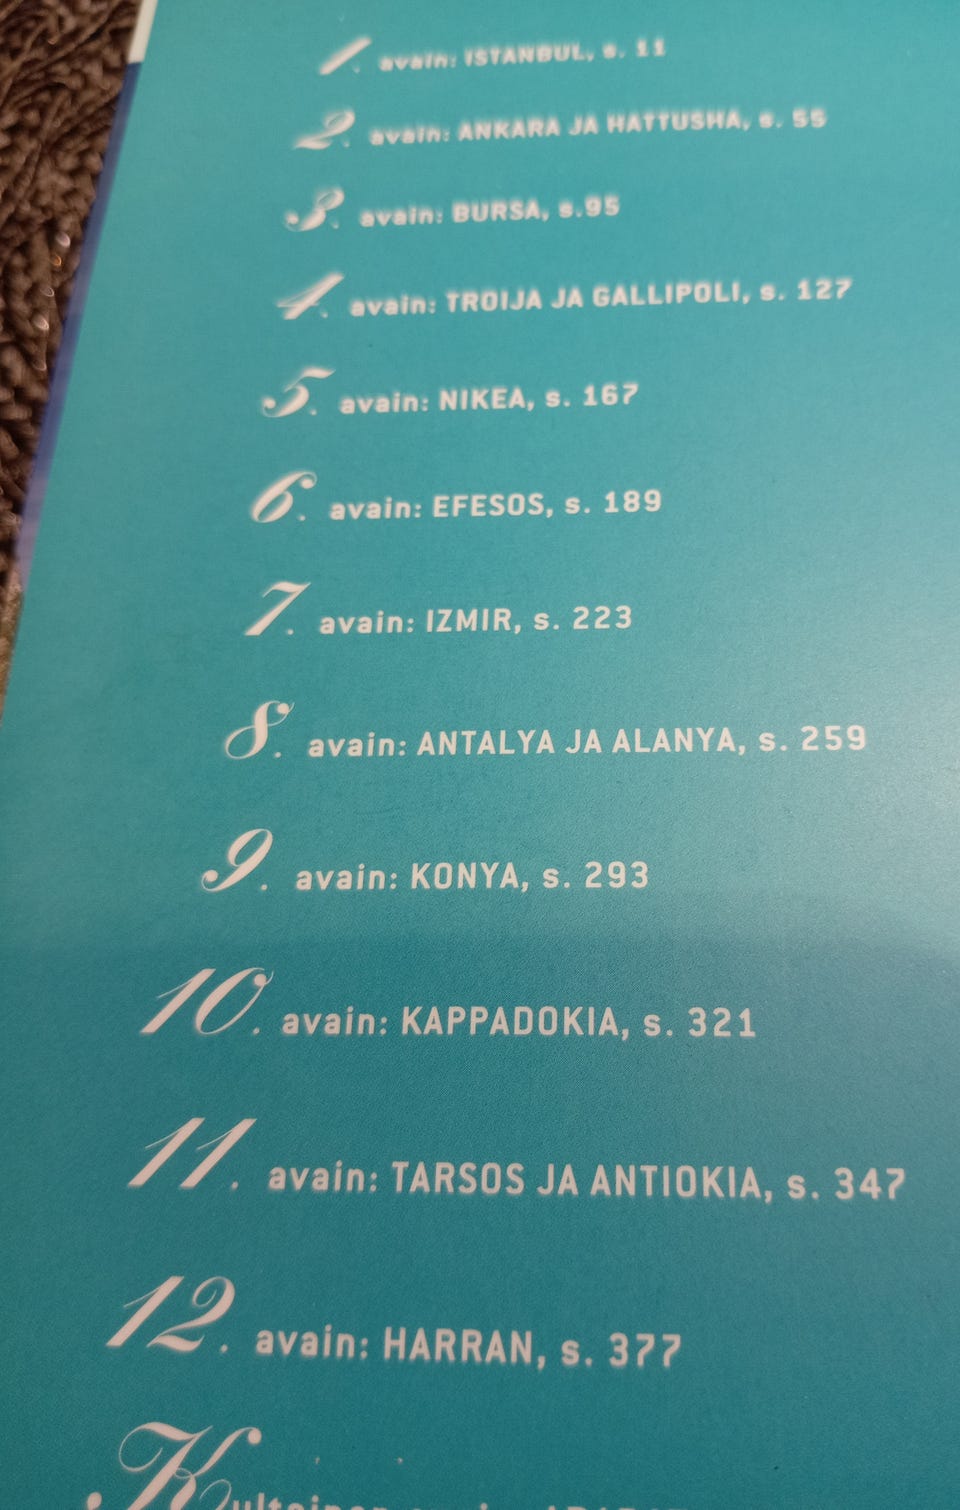 1. avain: ISTANBUL, s. 11
2. avain: ANKARA JA HATTUSHA, s. 55
3. avain: BURSA, s.95
4. avain: TROIJA JA GALLIPOLI, s. 127
5. avain: NIKEA, s. 167
6. avain: EFESOS, s. 189
7. avain: IZMIR, s. 223
8. avain: ANTALYA JA ALANYA, s. 259
9. avain: KONYA, s. 293
10. avain: KAPPADOKIA, s. 321
11. avain: TARSOS JA ANTIOKIA, s. 347
12. avain: HARRAN, s. 377
Kultainen